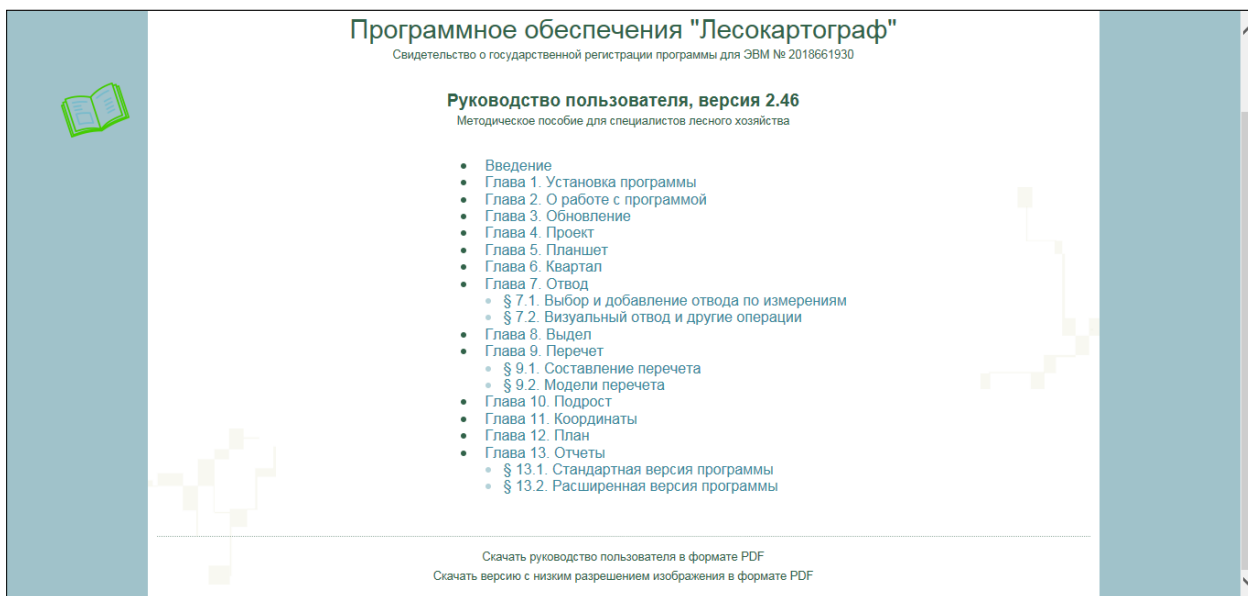 Программное обеспечения "Лесокартограф"
Свидетельство о государственной регистрации программы для ЭВМ № 2018661930
Руководство пользователя, версия 2.46
Методическое пособие для специалистов лесного хозяйства
Введение
Глава 1. Установка программы
Глава 2. О работе с программой
Глава 3. Обновление
Глава 4. Проект
Глава 5. Планшет
Глава 6. Квартал
Глава 7. Отвод
§ 7.1. Выбор и добавление отвода по измерениям
§ 7.2. Визуальный отвод и другие операции
Глава 8. Выдел
Глава 9. Перечет
§ 9.1. Составление перечета
§ 9.2. Модели перечета
Глава 10. Подрост
Глава 11. Координаты
Глава 12. План
Глава 13. Отчеты
§ 13.1. Стандартная версия программы
§ 13.2. Расширенная версия программы
Скачать руководство пользователя в формате PDF
Скачать версию с низким разрешением изображения в формате PDF